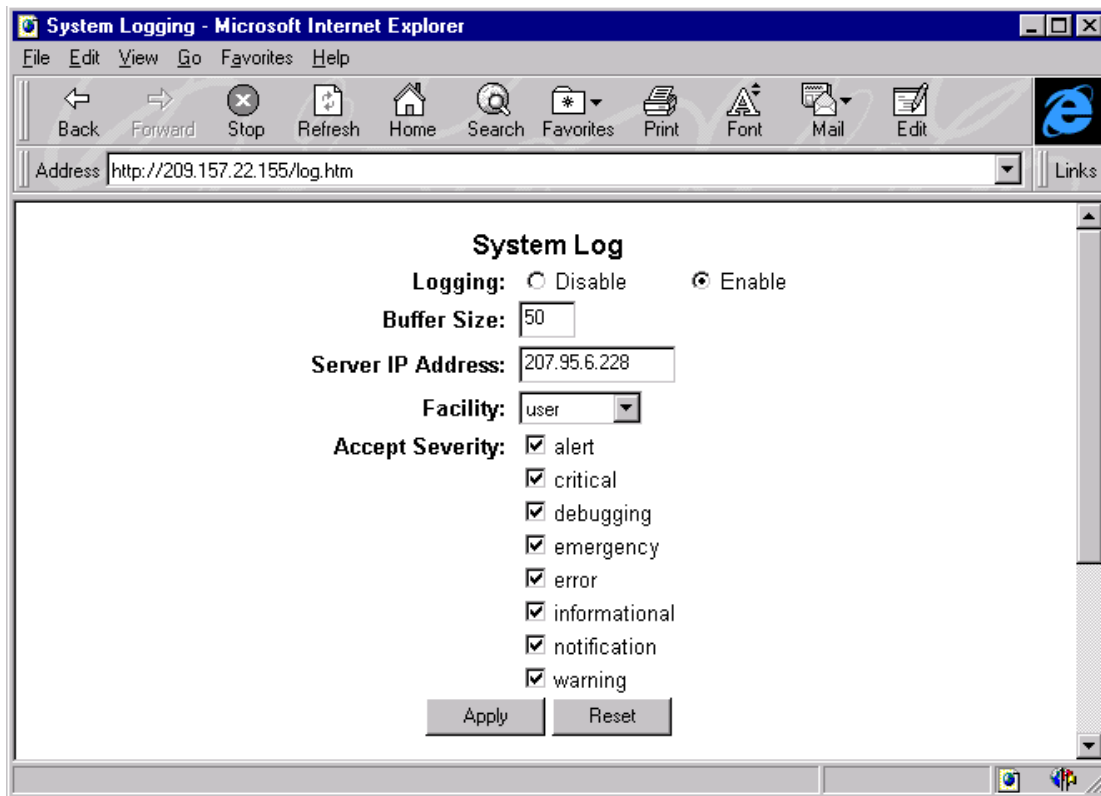 System Logging - Microsoft Internet Explorer
File Edit View Go Favorites Help
Back Forward Stop Refresh Home Search Favorites Print Font Mail Edit
Address http://209.157.22.155/log.htm Links
System Log
Logging: Disable Enable
Buffer Size: 50
Server IP Address: 207.95.6.228
Facility: user
Accept Severity: alert
critical
debugging
emergency
error
informational
notification
warning
Apply Reset